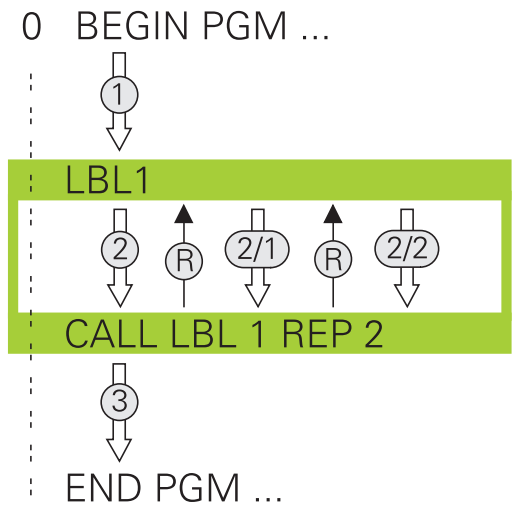 0 BEGIN PGM ...
1
LBL1
2 R 2/1 R 2/2
CALL LBL 1 REP 2
3
END PGM ...